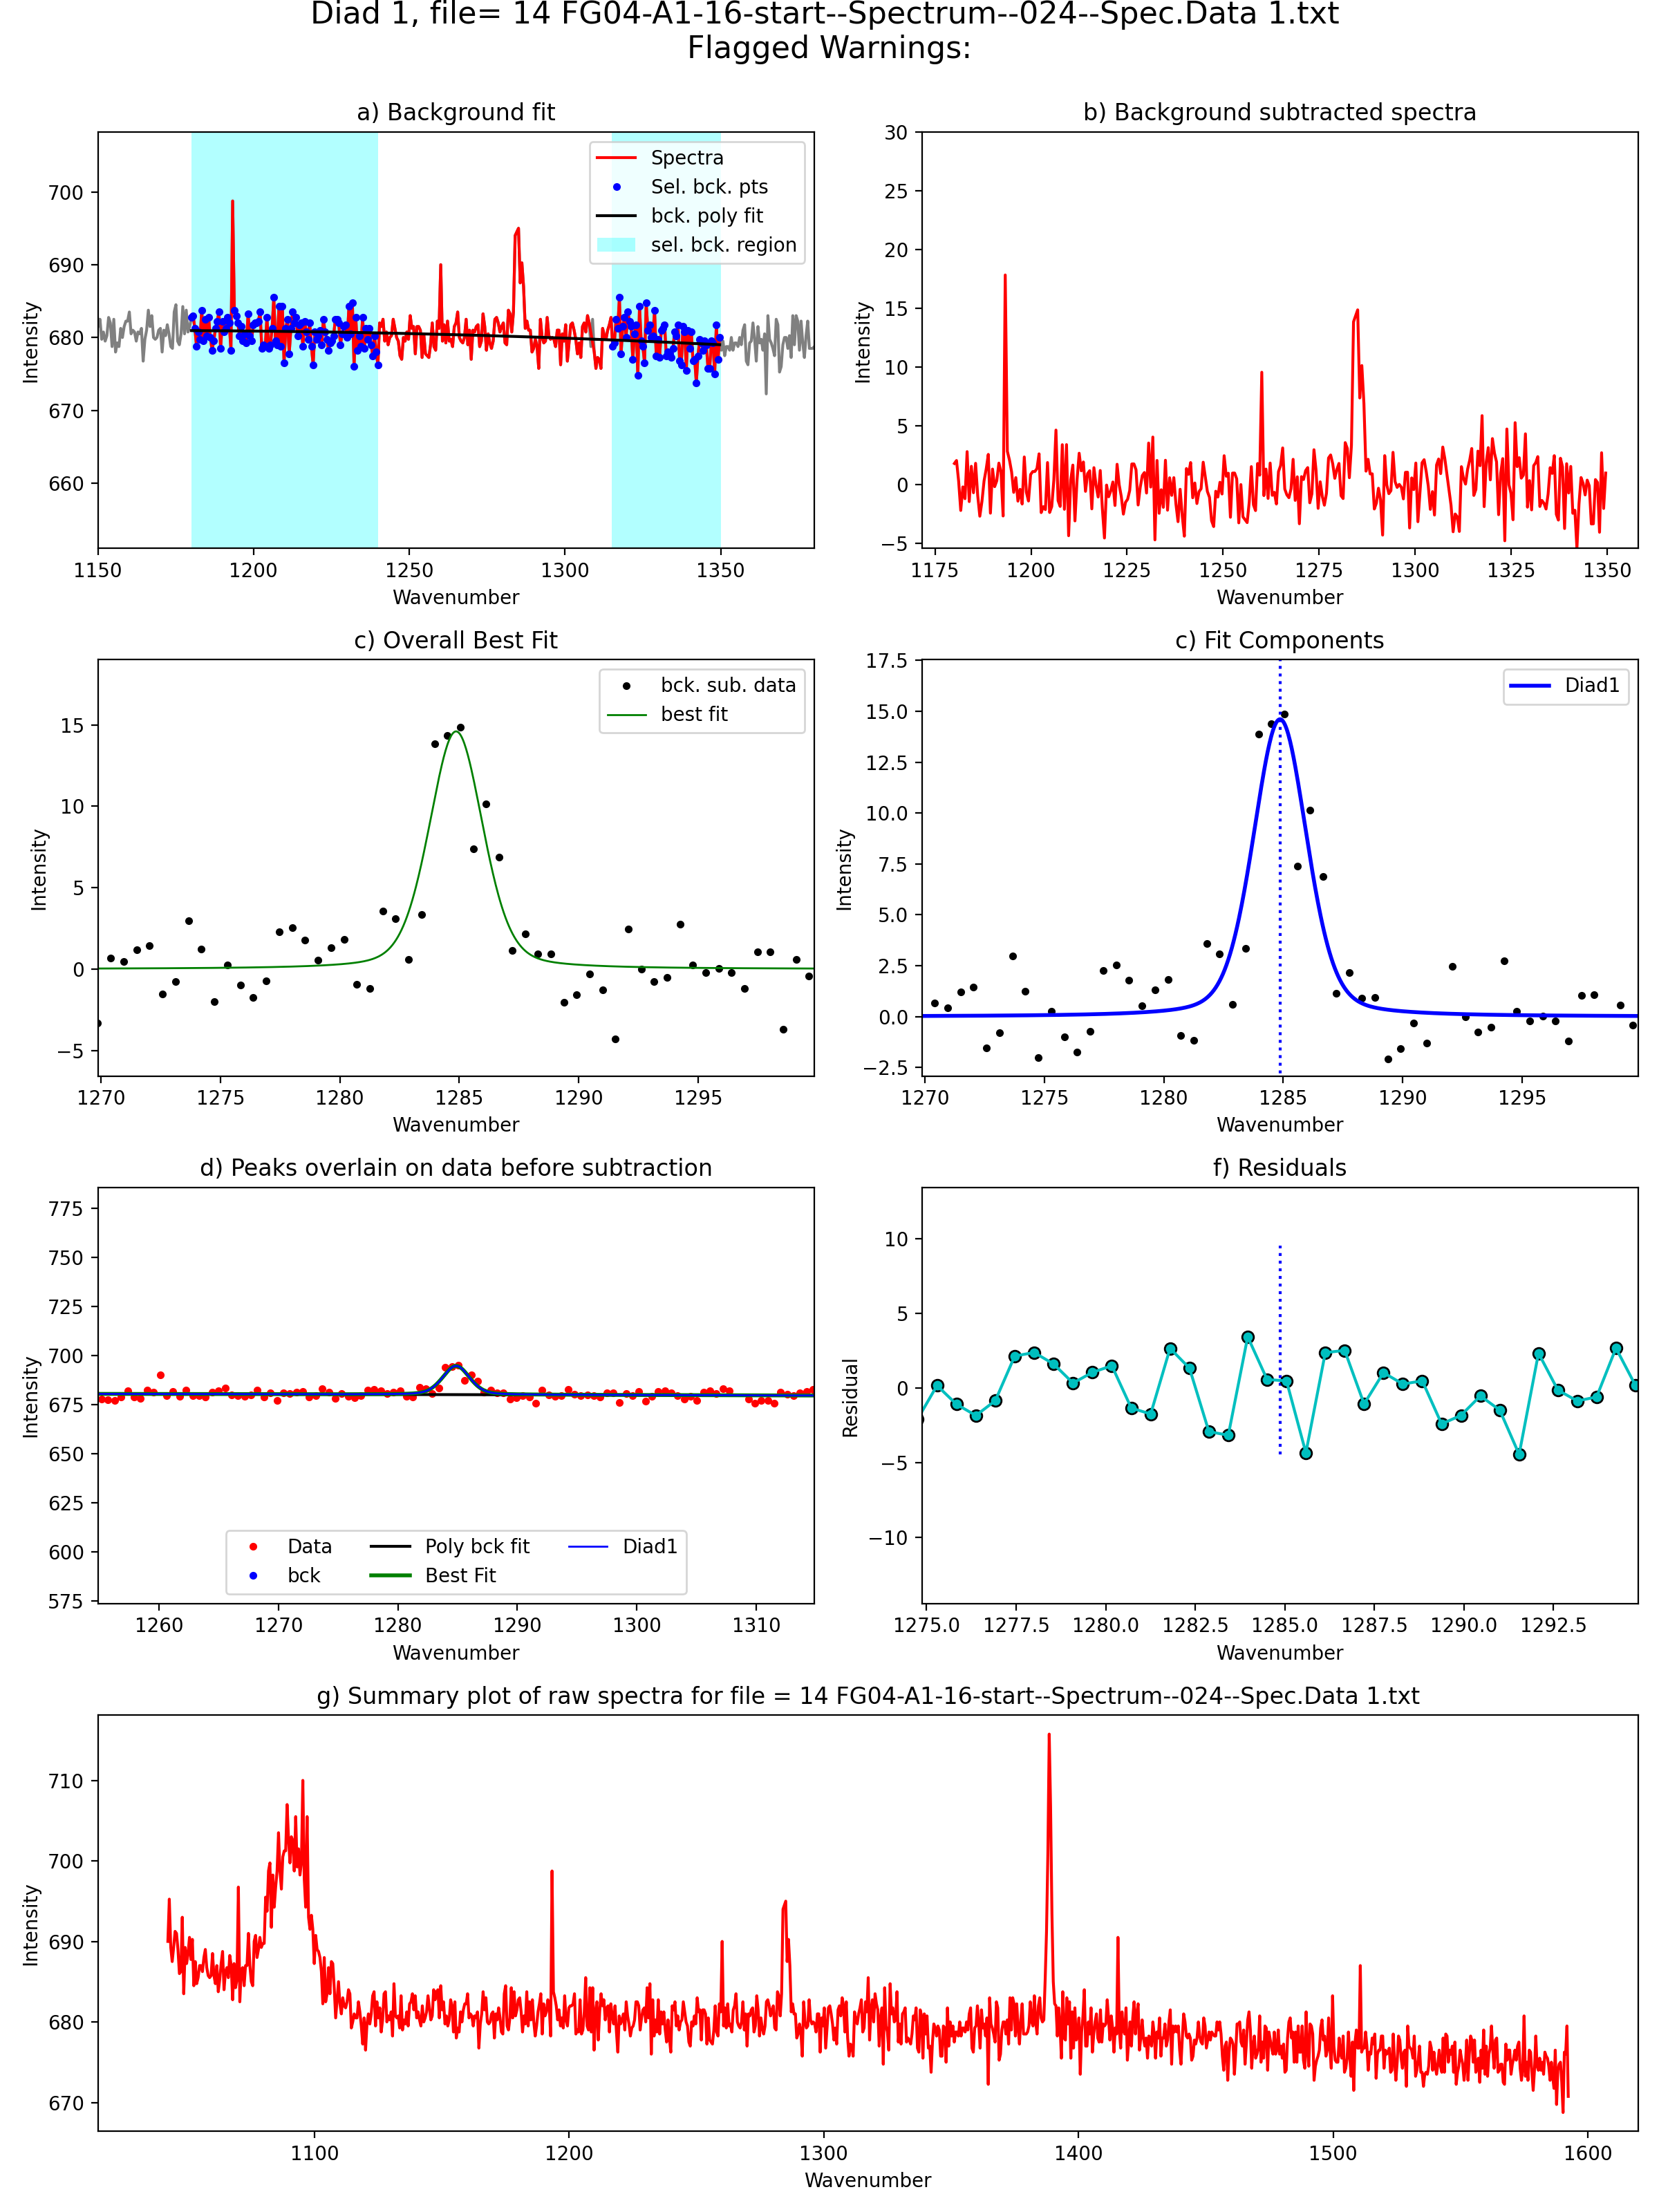 Diad 1, file= 14 FG04-A1-16-start--Spectrum--024--Spec.Data 1.txt
Flagged Warnings:
a) Background fit
Intensity
700
690
680
670
660
Spectra
Sel. bck. pts
bck. poly fit
sel. bck. region
1150 1200 1250 1300 1350
Wavenumber
b) Background subtracted spectra
Intensity
30
25
20
15
10
5
0
−5
1175 1200 1225 1250 1275 1300 1325 1350
Wavenumber
c) Overall Best Fit
Intensity
15
10
5
0
−5
bck. sub. data
best fit
1270 1275 1280 1285 1290 1295
Wavenumber
c) Fit Components
Intensity
17.5
15.0
12.5
10.0
7.5
5.0
2.5
0.0
−2.5
Diad1
1270 1275 1280 1285 1290 1295
Wavenumber
d) Peaks overlain on data before subtraction
Intensity
775
750
725
700
675
650
625
600
575
Data Poly bck fit Diad1
bck Best Fit
1260 1270 1280 1290 1300 1310
Wavenumber
f) Residuals
Residual
10
5
0
−5
−10
1275.0 1277.5 1280.0 1282.5 1285.0 1287.5 1290.0 1292.5
Wavenumber
g) Summary plot of raw spectra for file = 14 FG04-A1-16-start--Spectrum--024--Spec.Data 1.txt
Intensity
710
700
690
680
670
1100 1200 1300 1400 1500 1600
Wavenumber